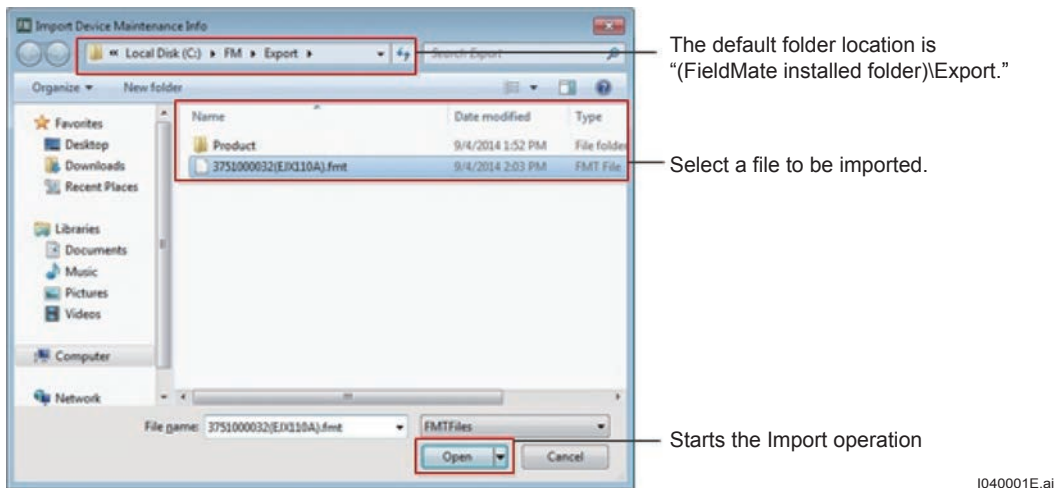 Import Device Maintenance Info
« Local Disk (C:) ▸ FM ▸ Export ▸
Search Export
The default folder location is
“(FieldMate installed folder)\Export.”
Organize ▾ New folder
Name Date modified Type
Favorites
Desktop
Downloads
Recent Places
Product 9/4/2014 1:52 PM File folder
3751000032(EJX110A).fmt 9/4/2014 2:03 PM FMT File
Select a file to be imported.
Libraries
Documents
Music
Pictures
Videos
Computer
Network
File name: 3751000032(EJX110A).fmt FMTFiles
Open Cancel
Starts the Import operation
I040001E.ai